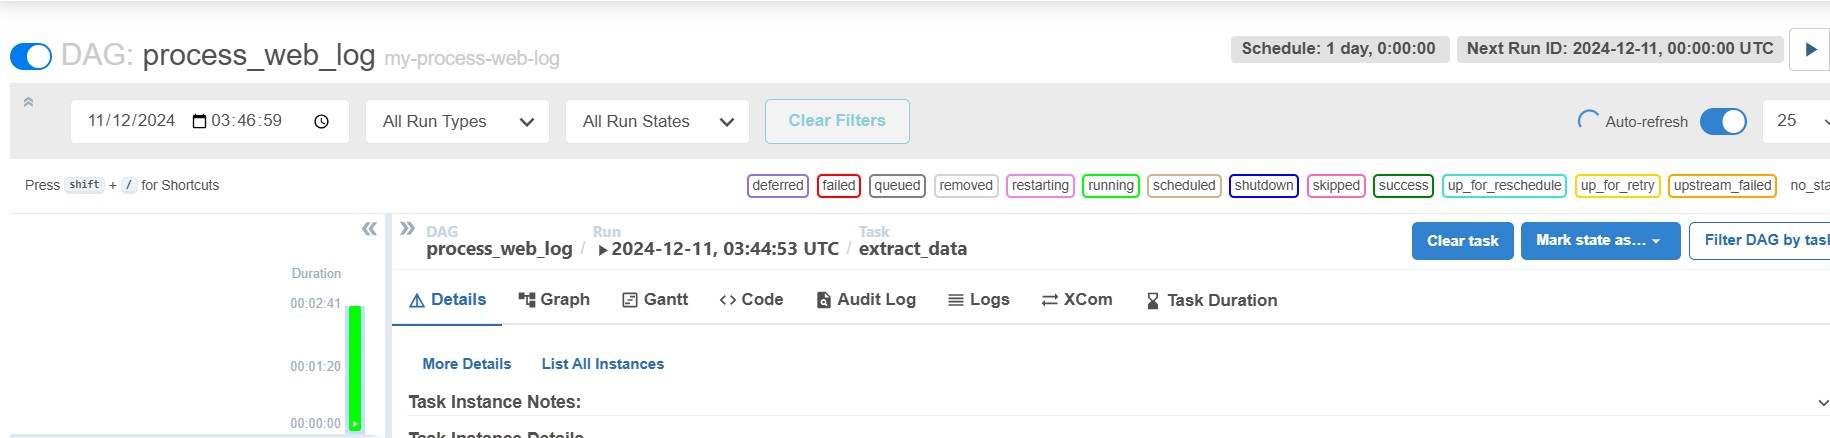 DAG: process_web_log my-process-web-log
Schedule: 1 day, 0:00:00 Next Run ID: 2024-12-11, 00:00:00 UTC
11/12/2024 03:46:59 All Run Types All Run States Clear Filters Auto-refresh 25
Press shift + / for Shortcuts
deferred failed queued removed restarting running scheduled shutdown skipped success up_for_reschedule up_for_retry upstream_failed no_sta
DAG Run Task
process_web_log / 2024-12-11, 03:44:53 UTC / extract_data
Clear task Mark state as... Filter DAG by task
Duration
00:02:41
00:01:20
00:00:00
Details Graph Gantt <> Code Audit Log Logs XCom Task Duration
More Details List All Instances
Task Instance Notes:
Task Instance Details